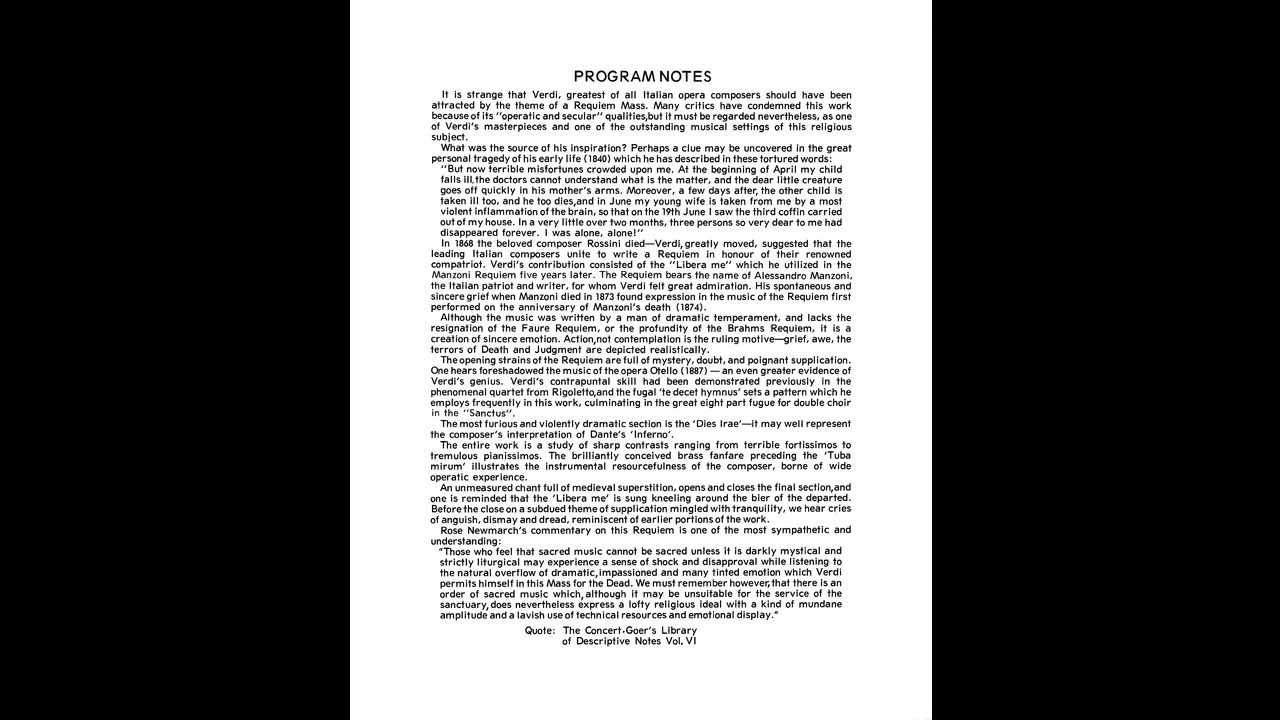 PROGRAM NOTES
It is strange that Verdi, greatest of all Italian opera composers should have been
attracted by the theme of a Requiem Mass. Many critics have condemned this work
because of its "operatic and secular" qualities,but it must be regarded nevertheless, as one
of Verdi's masterpieces and one of the outstanding musical settings of this religious
subject.
What was the source of his inspiration? Perhaps a clue may be uncovered in the great
personal tragedy of his early life (1840) which he has described in these tortured words:
"But now terrible misfortunes crowded upon me. At the beginning of April my child
falls ill,the doctors cannot understand what is the matter, and the dear little creature
goes off quickly in his mother's arms. Moreover, a few days after, the other child is
taken ill too, and he too dies,and in June my young wife is taken from me by a most
violent inflammation of the brain, so that on the 19th June I saw the third coffin carried
out of my house. In a very little over two months, three persons so very dear to me had
disappeared forever. I was alone, alone!"
In 1868 the beloved composer Rossini died—Verdi, greatly moved, suggested that the
leading Italian composers unite to write a Requiem in honour of their renowned
compatriot. Verdi's contribution consisted of the "Libera me" which he utilized in the
Manzoni Requiem five years later. The Requiem bears the name of Alessandro Manzoni,
the Italian patriot and writer, for whom Verdi felt great admiration. His spontaneous and
sincere grief when Manzoni died in 1873 found expression in the music of the Requiem first
performed on the anniversary of Manzoni's death (1874).
Although the music was written by a man of dramatic temperament, and lacks the
resignation of the Faure Requiem, or the profundity of the Brahms Requiem, it is a
creation of sincere emotion. Action,not contemplation is the ruling motive—grief, awe, the
terrors of Death and Judgment are depicted realistically.
The opening strains of the Requiem are full of mystery, doubt, and poignant supplication.
One hears foreshadowed the music of the opera Otello (1887) — an even greater evidence of
Verdi's genius. Verdi's contrapuntal skill had been demonstrated previously in the
phenomenal quartet from Rigoletto,and the fugal 'te decet hymnus' sets a pattern which he
employs frequently in this work, culminating in the great eight part fugue for double choir
in the "Sanctus".
The most furious and violently dramatic section is the 'Dies Irae'—it may well represent
the composer's interpretation of Dante's 'Inferno'.
The entire work is a study of sharp contrasts ranging from terrible fortissimos to
tremulous pianissimos. The brilliantly conceived brass fanfare preceding the 'Tuba
mirum' illustrates the instrumental resourcefulness of the composer, borne of wide
operatic experience.
An unmeasured chant full of medieval superstition, opens and closes the final section,and
one is reminded that the 'Libera me' is sung kneeling around the bier of the departed.
Before the close on a subdued theme of supplication mingled with tranquility, we hear cries
of anguish, dismay and dread, reminiscent of earlier portions of the work.
Rose Newmarch's commentary on this Requiem is one of the most sympathetic and
understanding:
"Those who feel that sacred music cannot be sacred unless it is darkly mystical and
strictly liturgical may experience a sense of shock and disapproval while listening to
the natural overflow of dramatic,impassioned and many tinted emotion which Verdi
permits himself in this Mass for the Dead. We must remember however,that there is an
order of sacred music which, although it may be unsuitable for the service of the
sanctuary, does nevertheless express a lofty religious ideal with a kind of mundane
amplitude and a lavish use of technical resources and emotional display."
Quote: The Concert-Goer's Library
of Descriptive Notes Vol. VI